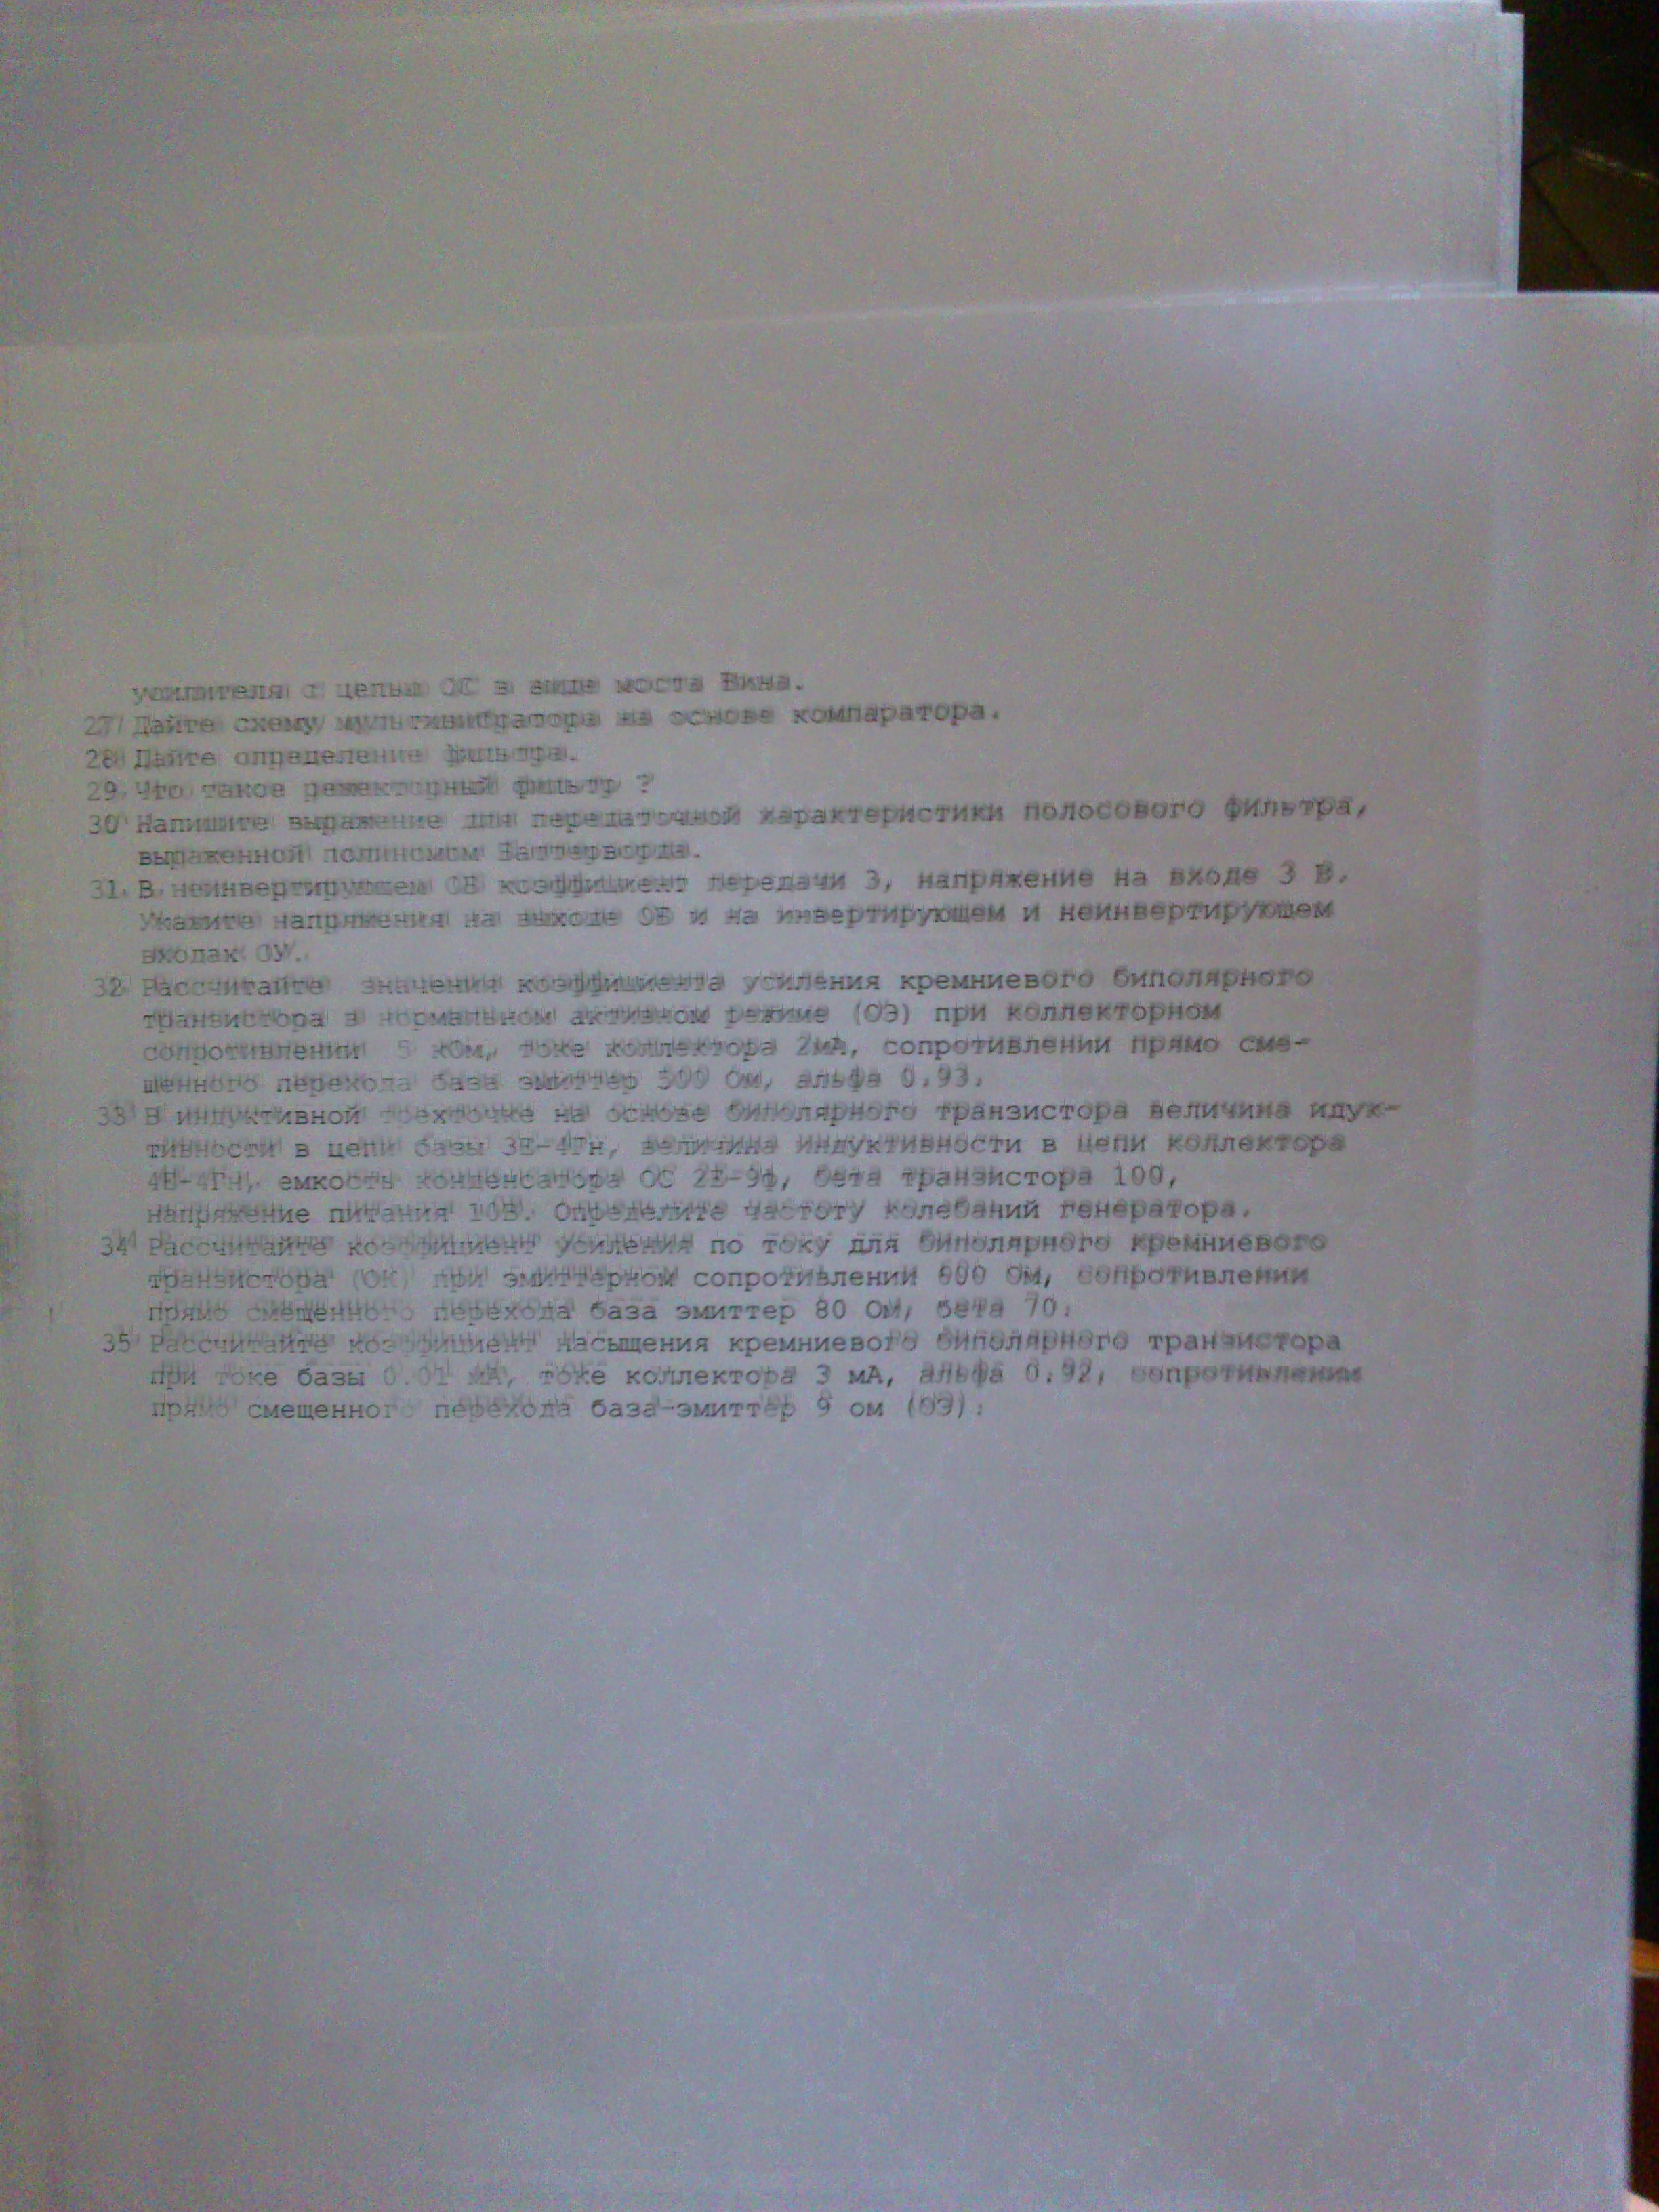 усилителя с цепью ОС в виде моста Вина.
27 Дайте схему мультивибратора на основе компаратора.
28 Дайте определение фильтра.
29. Что такое режекторный фильтр ?
30 Напишите выражение для передаточной характеристики полосового фильтра,
выраженной полиномом Баттерворта.
31. В неинвертирующем ОВ коэффициент передачи 3, напряжение на входе 3 В.
Укажите напряжения на выходе и на инвертирующем и неинвертирующем
входах ОУ.
32 Рассчитайте значения коэффициента усиления кремниевого биполярного
транзистора в нормальном активном режиме (ОЭ) при коллекторном
сопротивлении 5 кОм, токе коллектора 2мА, сопротивлении прямо сме-
щенного перехода база эмиттер 300 Ом, альфа 0.93.
33 В индуктивной трехточке на основе биполярного транзистора величина идук-
тивности в цепи базы 3Е-4Гн, величина индуктивности в цепи коллектора
4Е-4Гн, емкость конденсатора ОС 2Е-9ф, бета транзистора 100,
напряжение питания 10В. Определите частоту колебаний генератора.
34 Рассчитайте коэффициент усиления по току для биполярного кремниевого
транзистора (ОК) при эмиттерном сопротивлении 600 Ом, сопротивлении
прямо смещенного перехода база эмиттер 80 Ом, бета 70.
35 Рассчитайте коэффициент насыщения кремниевого биполярного транзистора
при токе базы 0.01 мА, токе коллектора 3 мА, альфа 0.92, сопротивлении
прямо смещенного перехода база-эмиттер 9 ом (ОЭ).